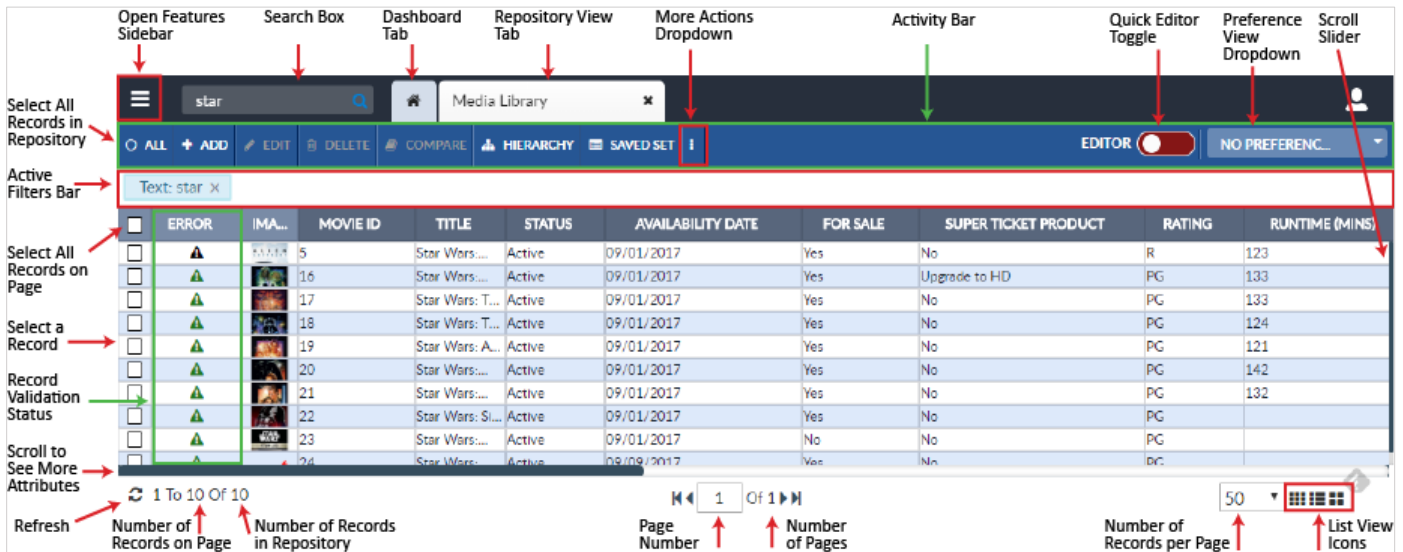 Open Features Search Box Dashboard Repository View More Actions Activity Bar Quick Editor Preference Scroll
Sidebar Tab Tab Dropdown Toggle View Slider
Dropdown
star Media Library
Select All
Records in
Repository
ALL ADD EDIT DELETE COMPARE HIERARCHY SAVED SET EDITOR NO PREFERENC...
Active
Filters Bar
Text: star ×
ERROR IMA... MOVIE ID TITLE STATUS AVAILABILITY DATE FOR SALE SUPER TICKET PRODUCT RATING RUNTIME (MINS)
Select All
Records on
Page
5 Star Wars:... Active 09/01/2017 Yes No R 123
16 Star Wars:... Active 09/01/2017 Yes Upgrade to HD PG 133
17 Star Wars: T... Active 09/01/2017 Yes No PG 133
18 Star Wars: T... Active 09/01/2017 Yes No PG 124
Select a
Record
19 Star Wars: A... Active 09/01/2017 Yes No PG 121
20 Star Wars:... Active 09/01/2017 Yes No PG 142
Record
Validation
Status
21 Star Wars:... Active 09/01/2017 Yes No PG 132
22 Star Wars: Si... Active 09/01/2017 Yes No PG
23 Star Wars:... Active 09/01/2017 No No PG
24 Star Wars: Active 09/09/2017 Yes No PG
Scroll to
See More
Attributes
1 To 10 Of 10 1 Of 1 50
Refresh Number of Number of Records Page Number Number of List View
Records on Page in Repository Number of Pages Records per Page Icons